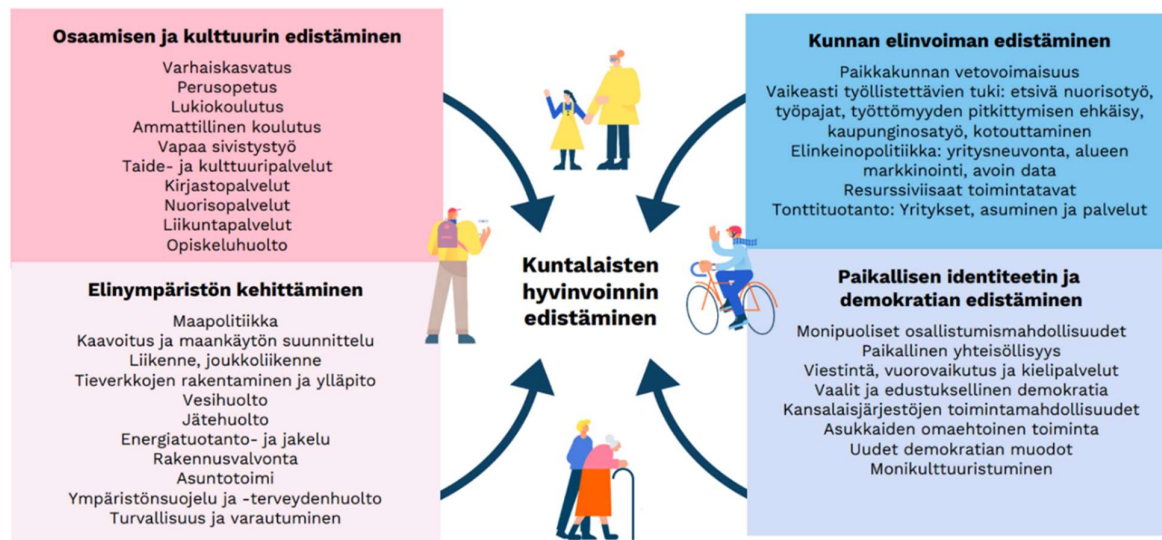 Osaamisen ja kulttuurin edistäminen
Varhaiskasvatus
Perusopetus
Lukiokoulutus
Ammattillinen koulutus
Vapaa sivistystyö
Taide- ja kulttuuripalvelut
Kirjastopalvelut
Nuorisopalvelut
Liikuntapalvelut
Opiskeluhuolto
Kunnan elinvoiman edistäminen
Paikkakunnan vetovoimaisuus
Vaikeasti työllistettävien tuki: etsivä nuorisotyö,
työpajat, työttömyyden pitkittymisen ehkäisy,
kaupunginosatyö, kotouttaminen
Elinkeinopolitiikka: yritysneuvonta, alueen
markkinointi, avoin data
Resurssiviisaat toimintatavat
Tonttituotanto: Yritykset, asuminen ja palvelut
Kuntalaisten
hyvinvoinnin
edistäminen
Elinympäristön kehittäminen
Maapolitiikka
Kaavoitus ja maankäytön suunnittelu
Liikenne, joukkoliikenne
Tieverkkojen rakentaminen ja ylläpito
Vesihuolto
Jätehuolto
Energiatuotanto- ja jakelu
Rakennusvalvonta
Asuntotoimi
Ympäristönsuojelu ja -terveydenhuolto
Turvallisuus ja varautuminen
Paikallisen identiteetin ja
demokratian edistäminen
Monipuoliset osallistumismahdollisuudet
Paikallinen yhteisöllisyys
Viestintä, vuorovaikutus ja kielipalvelut
Vaalit ja edustuksellinen demokratia
Kansalaisjärjestöjen toimintamahdollisuudet
Asukkaiden omaehtoinen toiminta
Uudet demokratian muodot
Monikulttuuristuminen